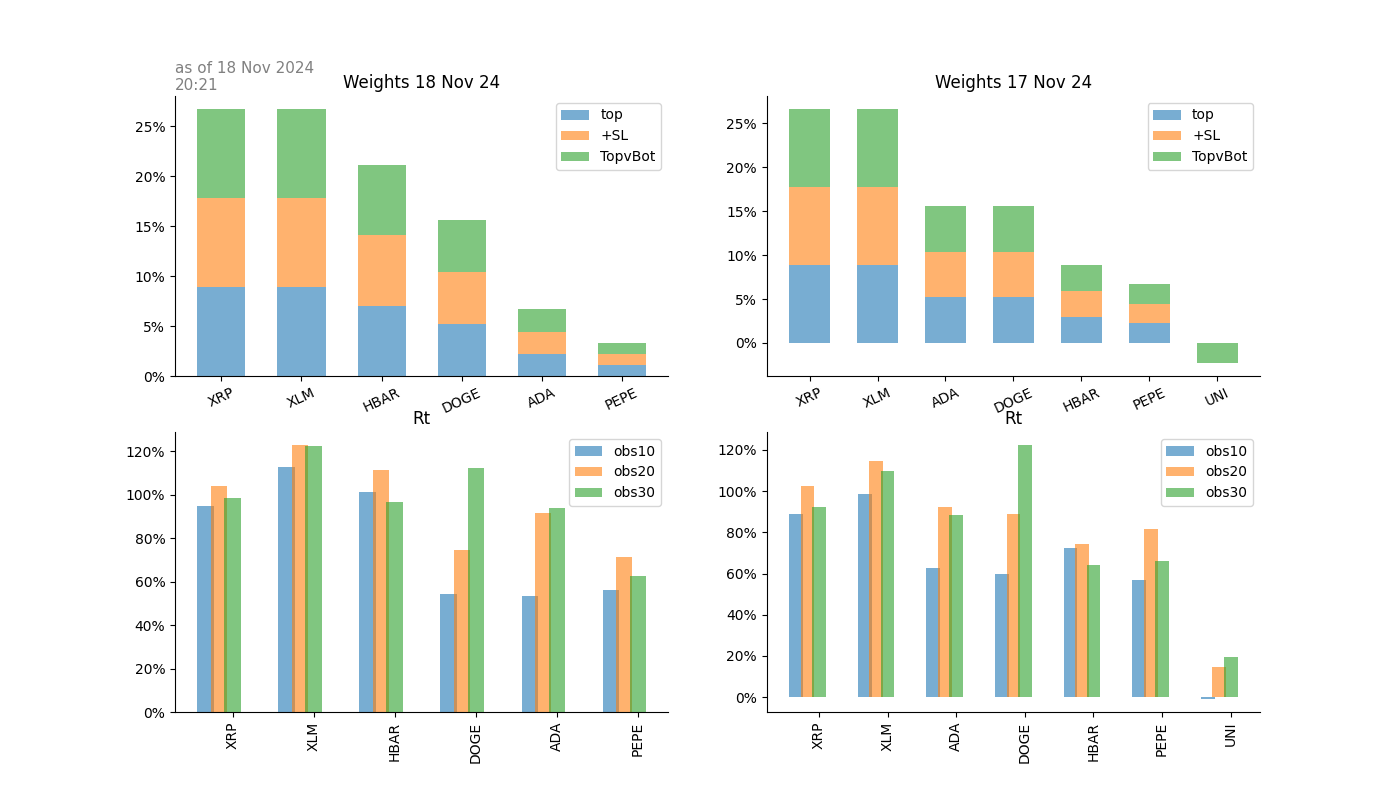 as of 18 Nov 2024
20:21
Weights 18 Nov 24
25%
20%
15%
10%
5%
0%
top
+SL
TopvBot
XRP
XLM
HBAR
DOGE
ADA
PEPE
Weights 17 Nov 24
25%
20%
15%
10%
5%
0%
top
+SL
TopvBot
XRP
XLM
ADA
DOGE
HBAR
PEPE
UNI
Rt
120%
100%
80%
60%
40%
20%
0%
obs10
obs20
obs30
XRP
XLM
HBAR
DOGE
ADA
PEPE
Rt
120%
100%
80%
60%
40%
20%
0%
obs10
obs20
obs30
XRP
XLM
ADA
DOGE
HBAR
PEPE
UNI